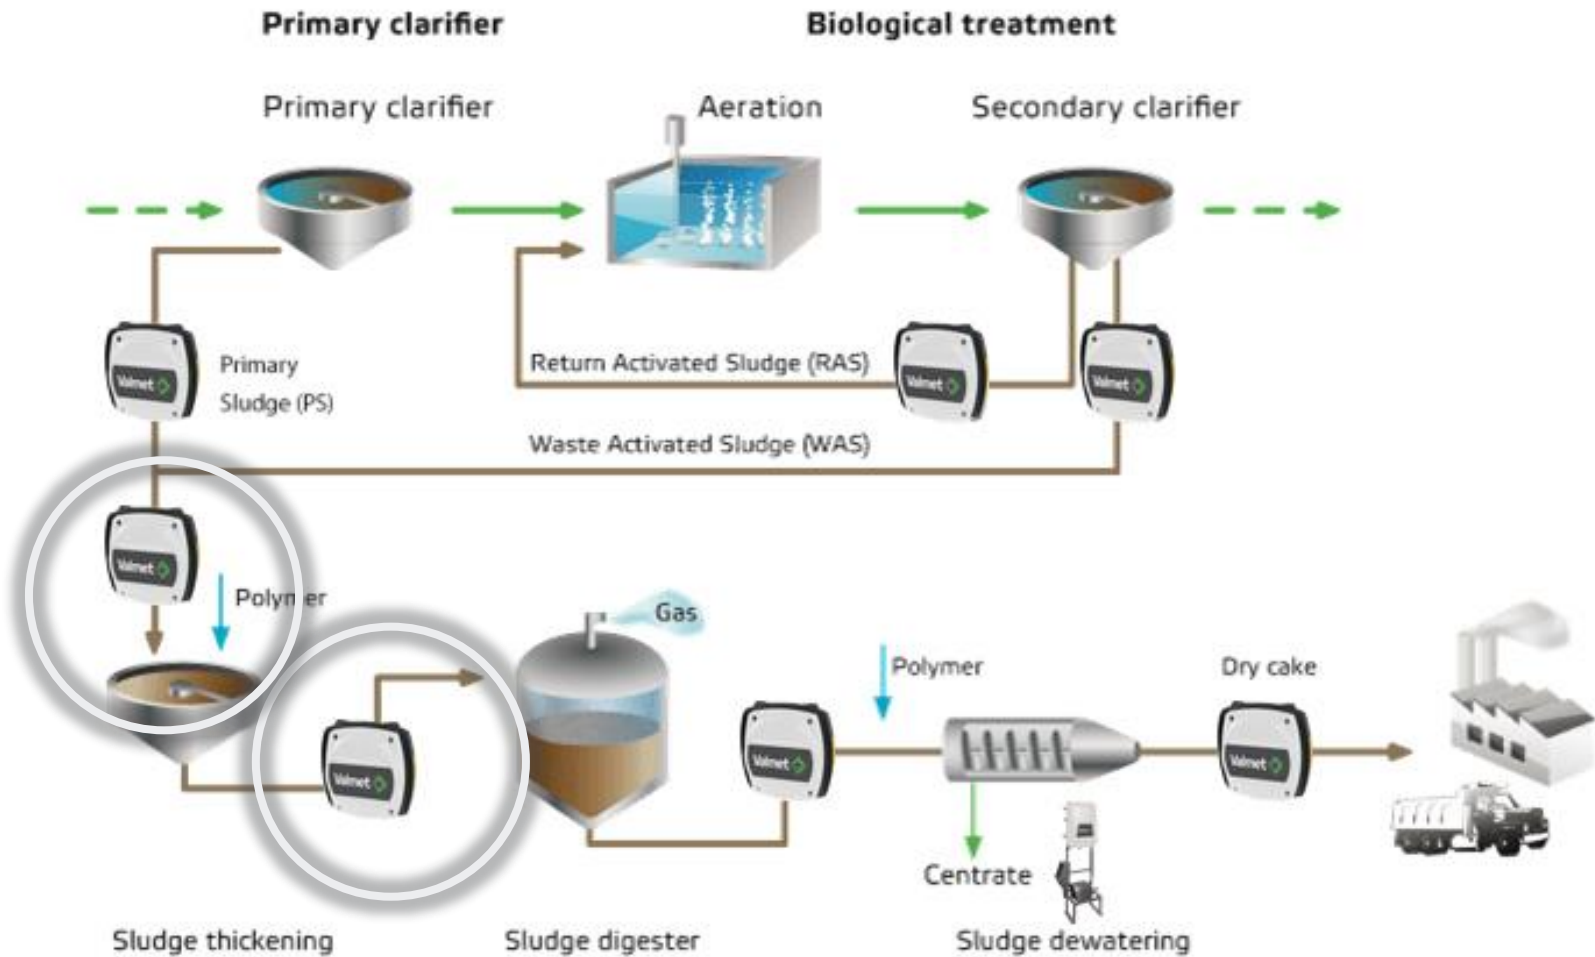 Primary clarifier
Biological treatment
Primary clarifier
Aeration
Secondary clarifier
Valmet
Primary
Sludge (PS)
Return Activated Sludge (RAS)
Valmet
Valmet
Waste Activated Sludge (WAS)
Valmet
Polymer
Gas
Polymer
Dry cake
Valmet
Valmet
Valmet
Centrate
Sludge thickening
Sludge digester
Sludge dewatering